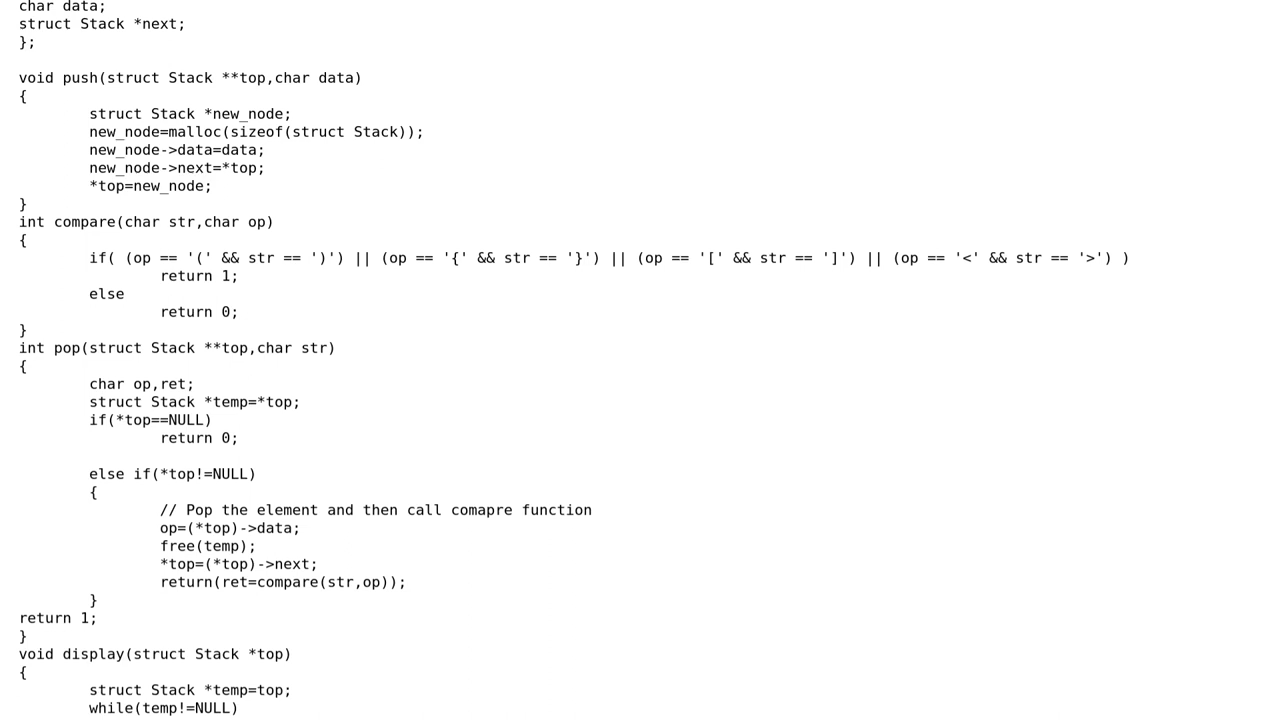 char data;
struct Stack *next;
};
void push(struct Stack **top,char data)
{
struct Stack *new_node;
new_node=malloc(sizeof(struct Stack));
new_node->data=data;
new_node->next=*top;
*top=new_node;
}
int compare(char str,char op)
{
if( (op == '(' && str == ')') || (op == '{' && str == '}') || (op == '[' && str == ']') || (op == '<' && str == '>') )
return 1;
else
return 0;
}
int pop(struct Stack **top,char str)
{
char op,ret;
struct Stack *temp=*top;
if(*top==NULL)
return 0;
else if(*top!=NULL)
{
// Pop the element and then call comapre function
op=(*top)->data;
free(temp);
*top=(*top)->next;
return(ret=compare(str,op));
}
return 1;
}
void display(struct Stack *top)
{
struct Stack *temp=top;
while(temp!=NULL)